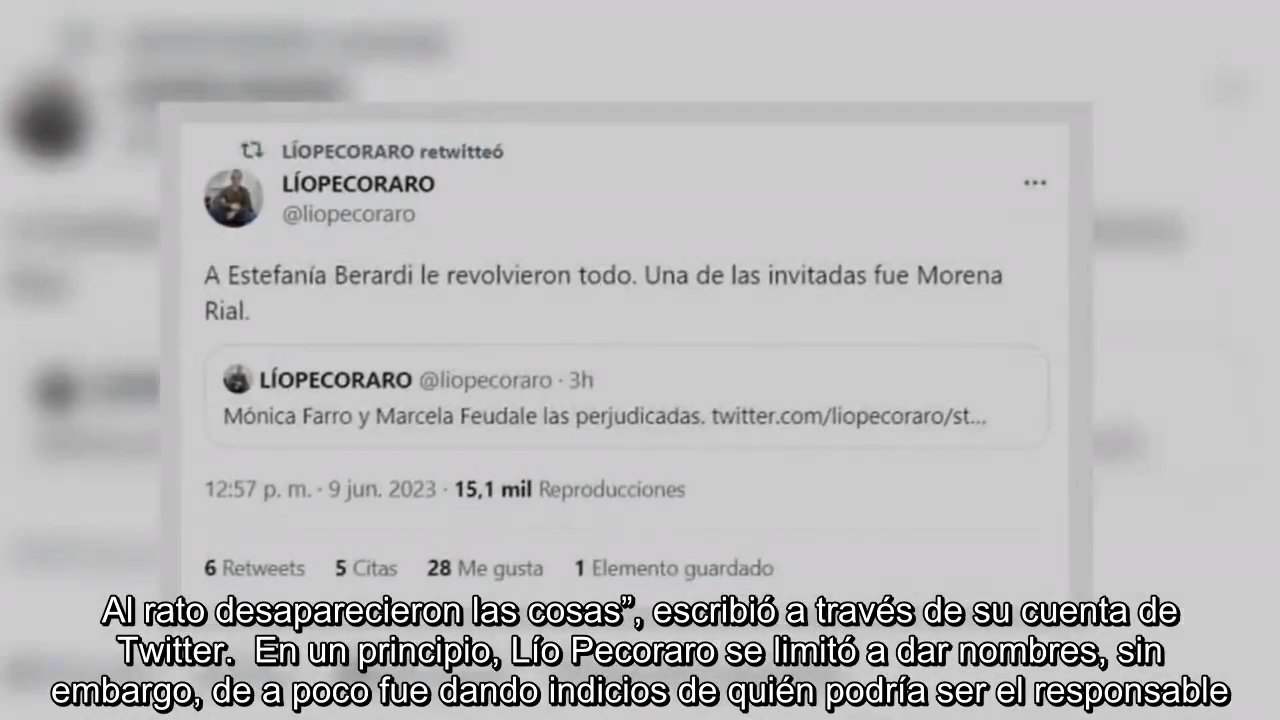 LÍOPECORARO retwitteó
LÍOPECORARO
@liopecoraro
A Estefanía Berardi le revolvieron todo. Una de las invitadas fue Morena
Rial.
LÍOPECORARO @liopecoraro · 3h
Mónica Farro y Marcela Feudale las perjudicadas. twitter.com/liopecoraro/st...
12:57 p. m. · 9 jun. 2023 · 15,1 mil Reproducciones
6 Retweets 5 Citas 28 Me gusta 1 Elemento guardado
Al rato desaparecieron las cosas”, escribió a través de su cuenta de
Twitter.  En un principio, Lío Pecoraro se limitó a dar nombres, sin
embargo, de a poco fue dando indicios de quién podría ser el responsable